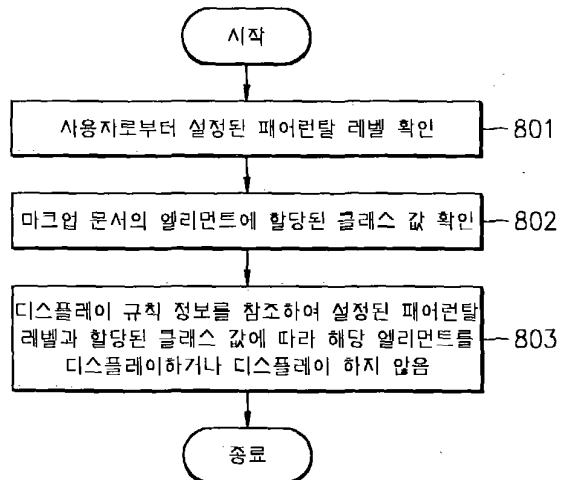 시작
사용자로부터 설정된 패어런탈 레벨 확인
801
마크업 문서의 엘리먼트에 할당된 클래스 값 확인
802
디스플레이 규칙 정보를 참조하여 설정된 패어런탈
레벨과 할당된 클래스 값에 따라 해당 엘리먼트를
디스플레이하거나 디스플레이 하지 않음
803
종료